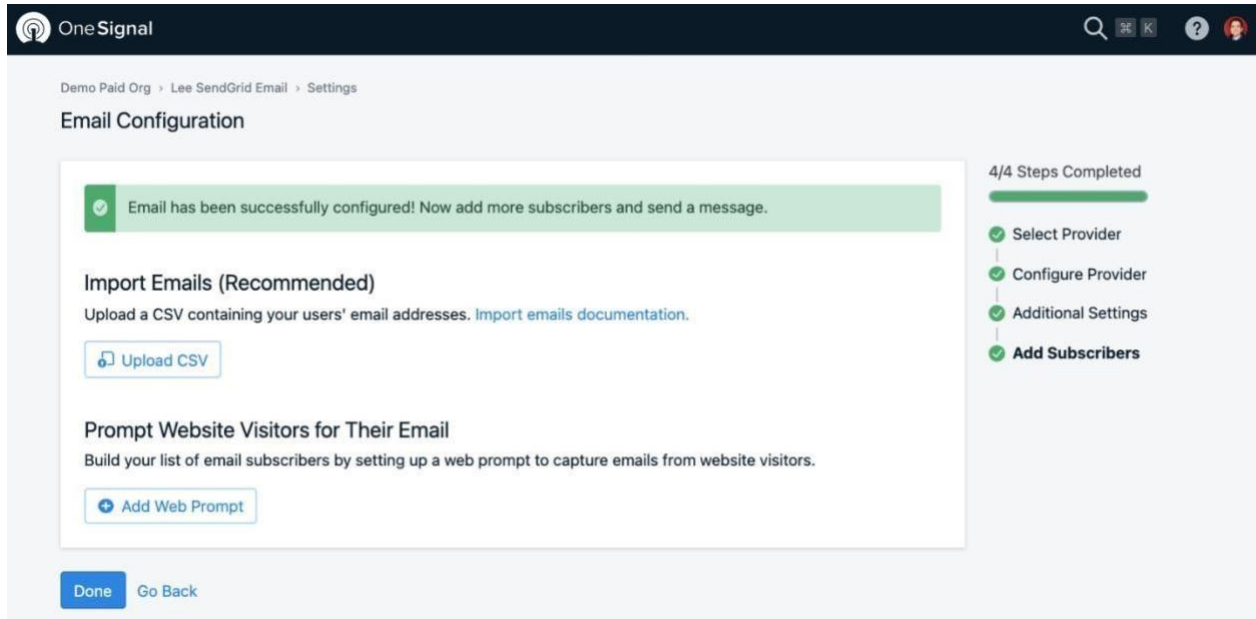 OneSignal
⌘ K
?
Demo Paid Org › Lee SendGrid Email › Settings
Email Configuration
Email has been successfully configured! Now add more subscribers and send a message.
Import Emails (Recommended)
Upload a CSV containing your users' email addresses. Import emails documentation.
Upload CSV
Prompt Website Visitors for Their Email
Build your list of email subscribers by setting up a web prompt to capture emails from website visitors.
Add Web Prompt
Done Go Back
4/4 Steps Completed
Select Provider
Configure Provider
Additional Settings
Add Subscribers